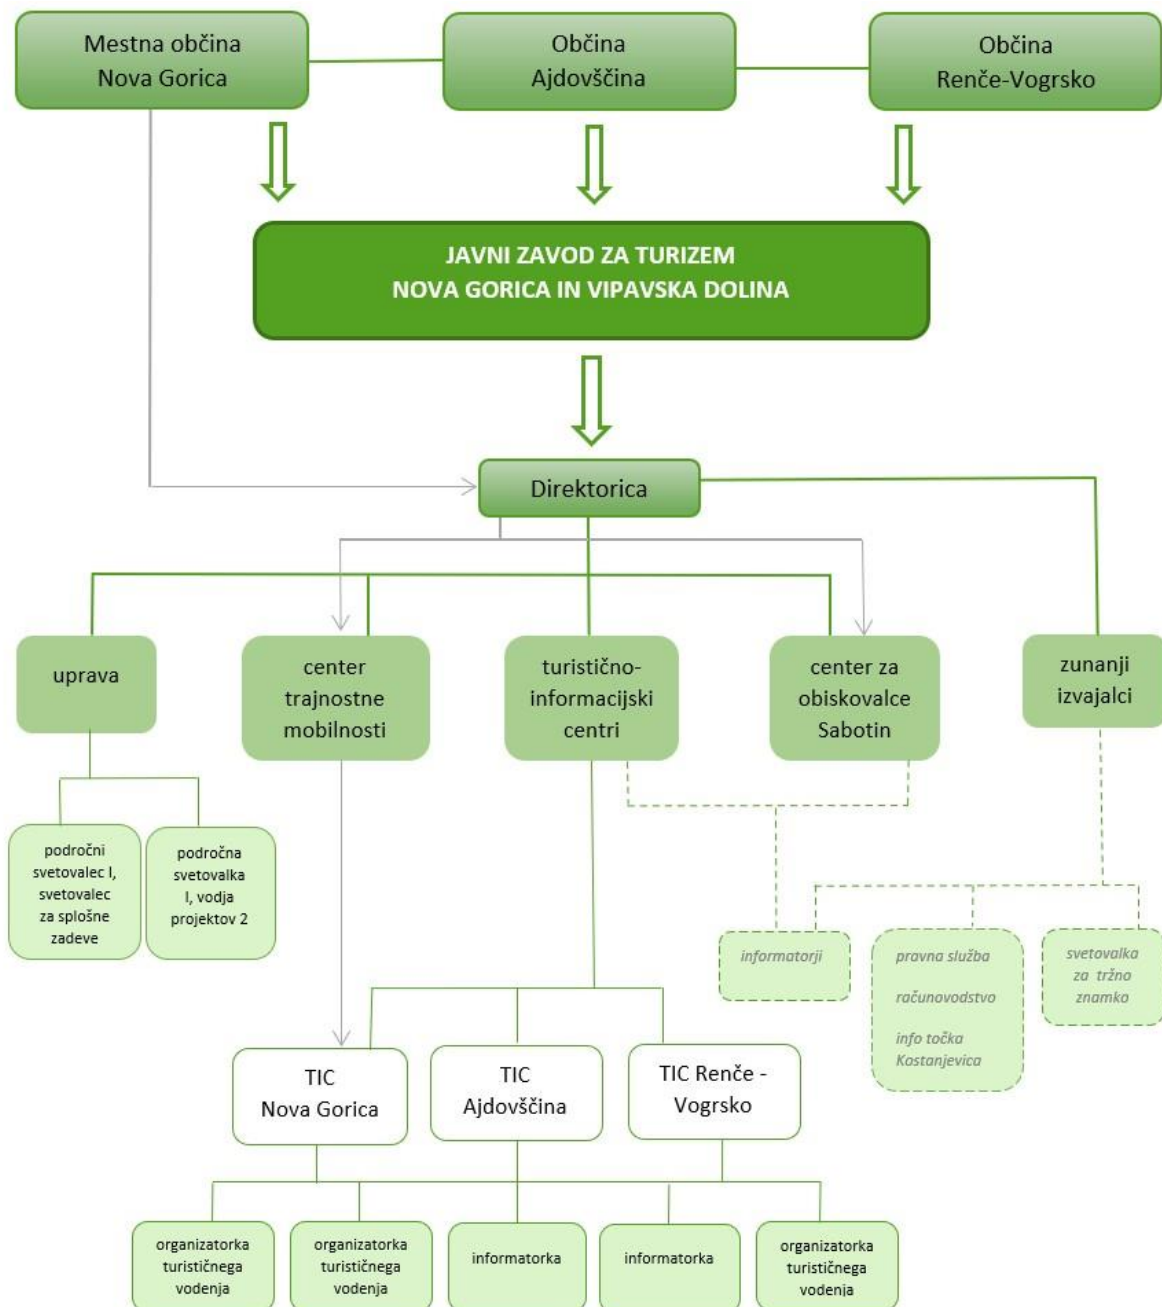 Mestna občina
Nova Gorica
Občina
Ajdovščina
Občina
Renče-Vogrsko
JAVNI ZAVOD ZA TURIZEM
NOVA GORICA IN VIPAVSKA DOLINA
Direktorica
uprava
center
trajnostne
mobilnosti
turistično-
informacijski
centri
center za
obiskovalce
Sabotin
zunanji
izvajalci
področni
svetovalec I,
svetovalec
za splošne
zadeve
področna
svetovalka
I, vodja
projektov 2
informatorji
pravna služba
računovodstvo
info točka
Kostanjevica
svetovalka
za tržno
znamko
TIC
Nova Gorica
TIC
Ajdovščina
TIC Renče -
Vogrsko
organizatorka
turističnega
vodenja
organizatorka
turističnega
vodenja
informatorka
informatorka
organizatorka
turističnega
vodenja